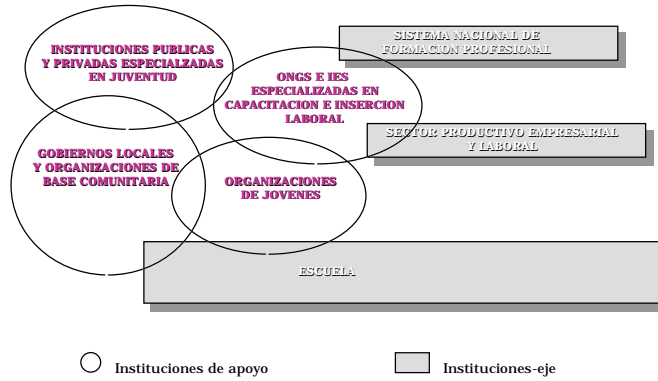 INSTITUCIONES PUBLICAS
Y PRIVADAS ESPECIALZADAS
EN JUVENTUD
ONGS E IES
ESPECIALIZADAS EN
CAPACITACION E INSERCION
LABORAL
SISTEMA NACIONAL DE
FORMACION PROFESIONAL
SECTOR PRODUCTIVO EMPRESARIAL
Y LABORAL
GOBIERNOS LOCALES
Y ORGANIZACIONES DE
BASE COMUNITARIA
ORGANIZACIONES
DE JOVENES
ESCUELA
Instituciones de apoyo
Instituciones-eje